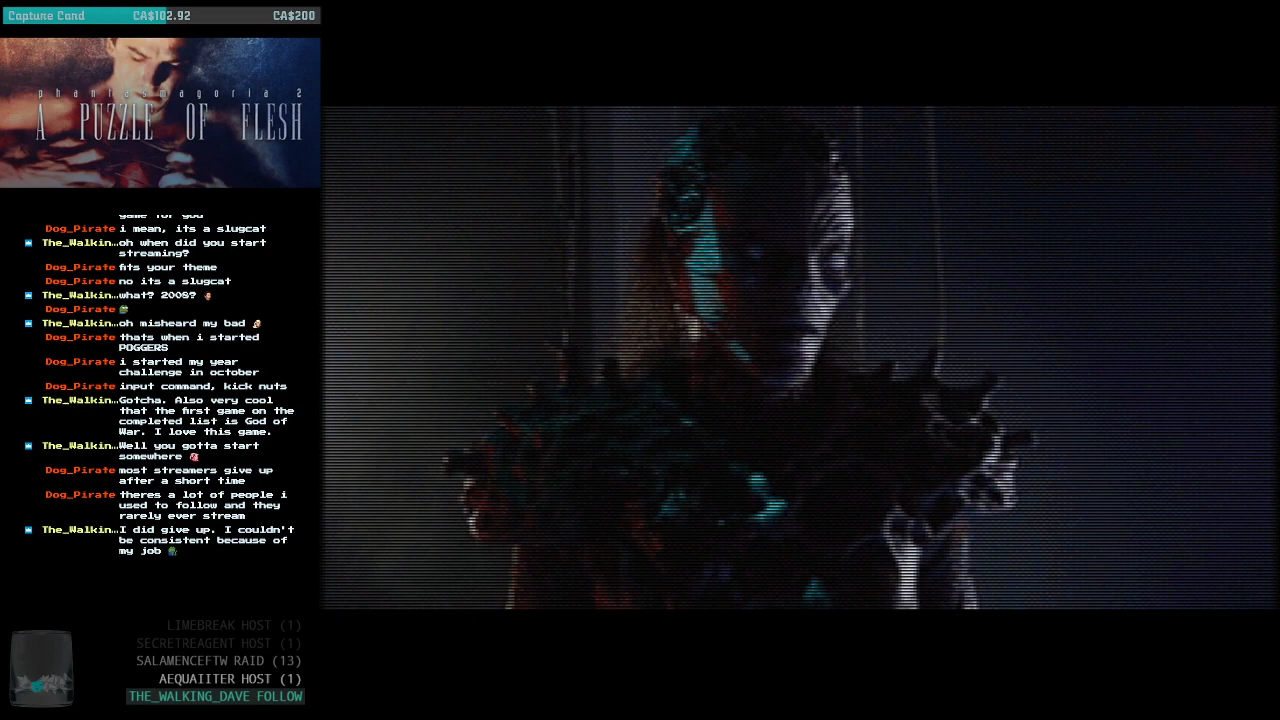 Capture Card CA$102.92 CA$200
phantasmagoria 2
A PUZZLE OF FLESH
game for you
Dog_Pirate i mean, its a slugcat
The_Walkin… oh when did you start
streaming?
Dog_Pirate fits your theme
Dog_Pirate no its a slugcat
The_Walkin… what? 2008?
Dog_Pirate
The_Walkin… oh misheard my bad
Dog_Pirate thats when i started
POGGERS
Dog_Pirate i started my year
challenge in october
Dog_Pirate input command, kick nuts
The_Walkin… Gotcha. Also very cool
that the first game on the
completed list is God of
War. I love this game.
The_Walkin… Well you gotta start
somewhere
Dog_Pirate most streamers give up
after a short time
Dog_Pirate theres a lot of people i
used to follow and they
rarely ever stream
The_Walkin… I did give up. I couldn't
be consistent because of
my job
LIMEBREAK HOST (1)
SECRETREAGENT HOST (1)
SALAMENCEFTW RAID (13)
AEQUAIITER HOST (1)
THE_WALKING_DAVE FOLLOW